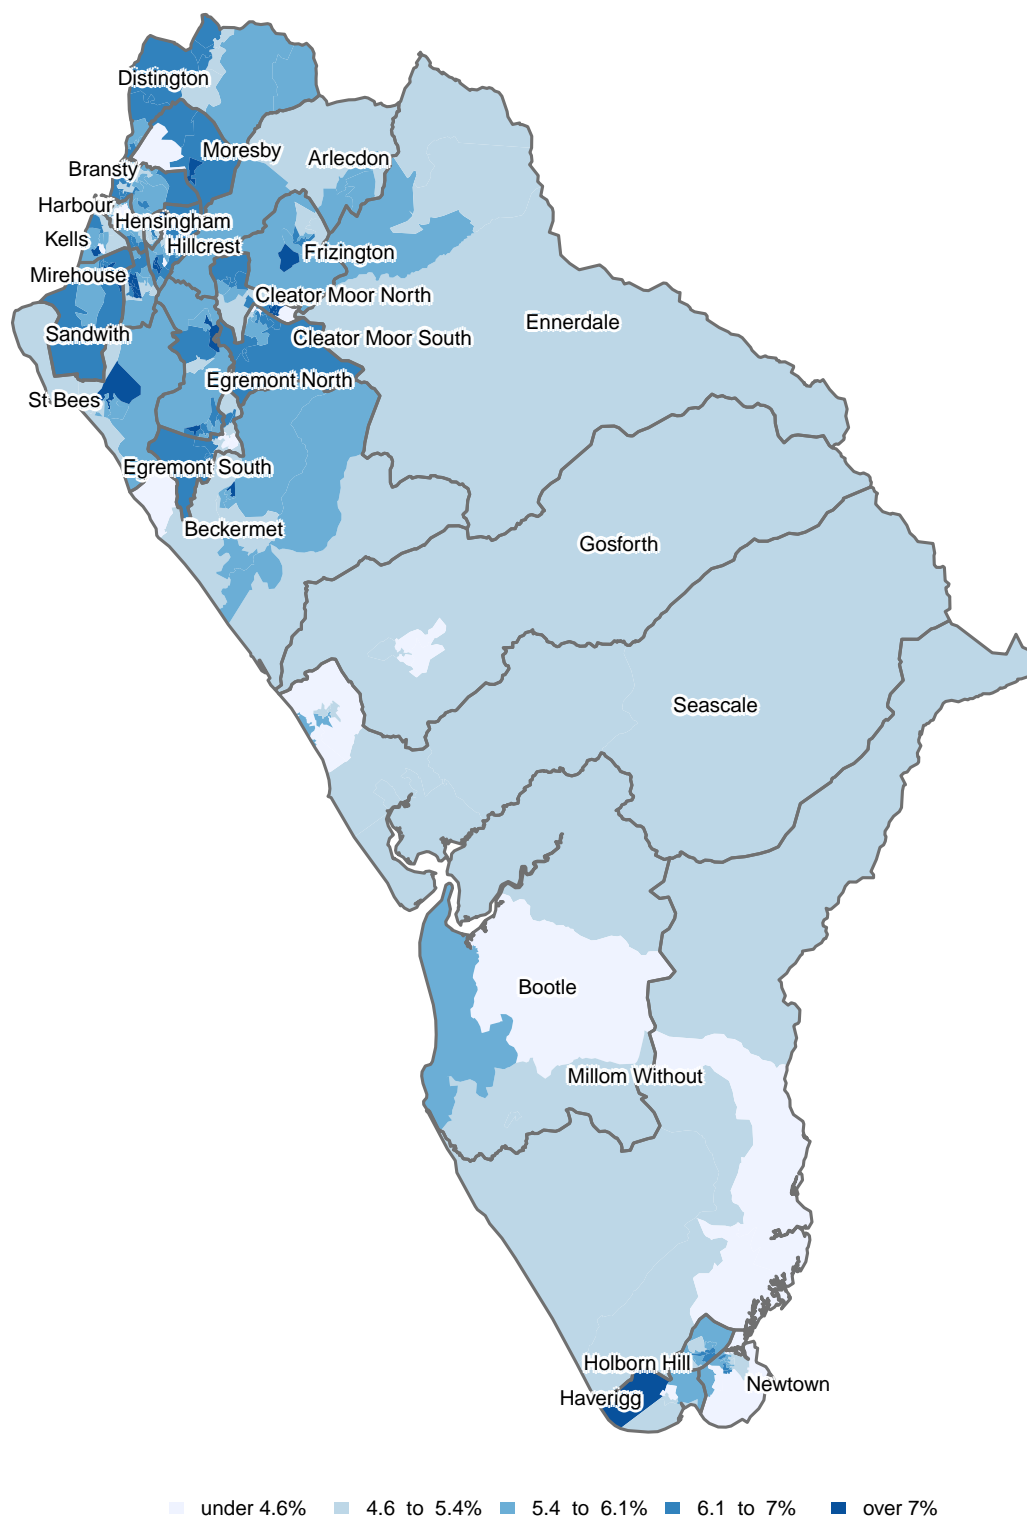 Distington
Moresby
Arlecdon
Bransty
Harbour
Hensingham
Kells
Hillcrest
Frizington
Mirehouse
Cleator Moor North
Ennerdale
Sandwith
Cleator Moor South
Egremont North
St Bees
Egremont South
Beckermet
Gosforth
Seascale
Bootle
Millom Without
Holborn Hill
Newtown
Haverigg
under 4.6%
4.6 to 5.4%
5.4 to 6.1%
6.1 to 7%
over 7%